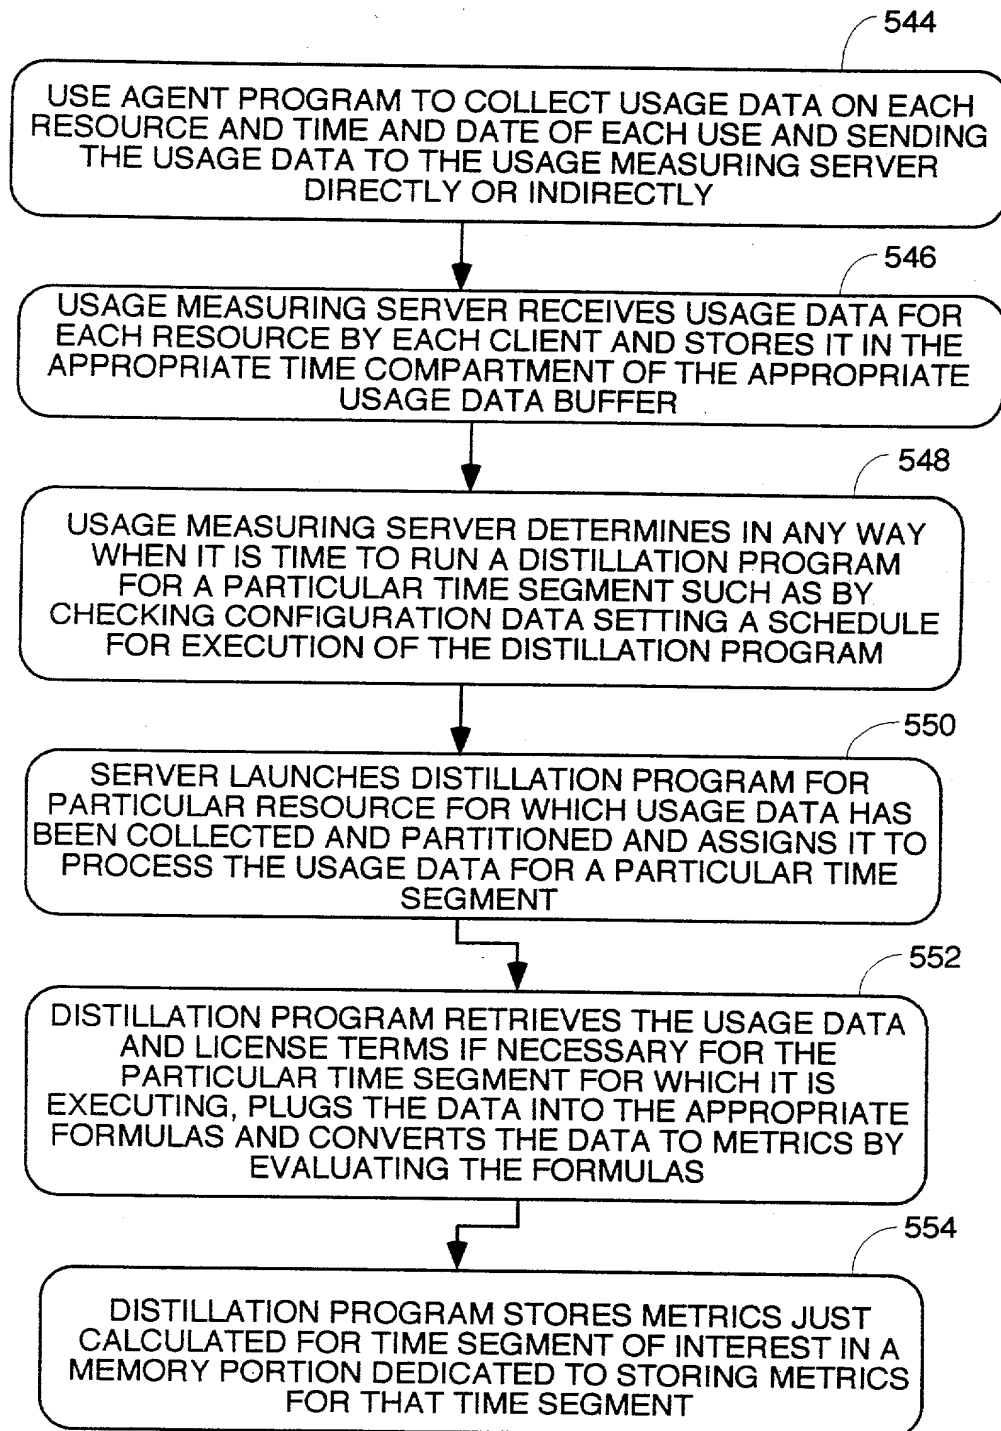 544
USE AGENT PROGRAM TO COLLECT USAGE DATA ON EACH
RESOURCE AND TIME AND DATE OF EACH USE AND SENDING
THE USAGE DATA TO THE USAGE MEASURING SERVER
DIRECTLY OR INDIRECTLY
546
USAGE MEASURING SERVER RECEIVES USAGE DATA FOR
EACH RESOURCE BY EACH CLIENT AND STORES IT IN THE
APPROPRIATE TIME COMPARTMENT OF THE APPROPRIATE
USAGE DATA BUFFER
548
USAGE MEASURING SERVER DETERMINES IN ANY WAY
WHEN IT IS TIME TO RUN A DISTILLATION PROGRAM
FOR A PARTICULAR TIME SEGMENT SUCH AS BY
CHECKING CONFIGURATION DATA SETTING A SCHEDULE
FOR EXECUTION OF THE DISTILLATION PROGRAM
550
SERVER LAUNCHES DISTILLATION PROGRAM FOR
PARTICULAR RESOURCE FOR WHICH USAGE DATA HAS
BEEN COLLECTED AND PARTITIONED AND ASSIGNS IT TO
PROCESS THE USAGE DATA FOR A PARTICULAR TIME
SEGMENT
552
DISTILLATION PROGRAM RETRIEVES THE USAGE DATA
AND LICENSE TERMS IF NECESSARY FOR THE
PARTICULAR TIME SEGMENT FOR WHICH IT IS
EXECUTING, PLUGS THE DATA INTO THE APPROPRIATE
FORMULAS AND CONVERTS THE DATA TO METRICS BY
EVALUATING THE FORMULAS
554
DISTILLATION PROGRAM STORES METRICS JUST
CALCULATED FOR TIME SEGMENT OF INTEREST IN A
MEMORY PORTION DEDICATED TO STORING METRICS
FOR THAT TIME SEGMENT